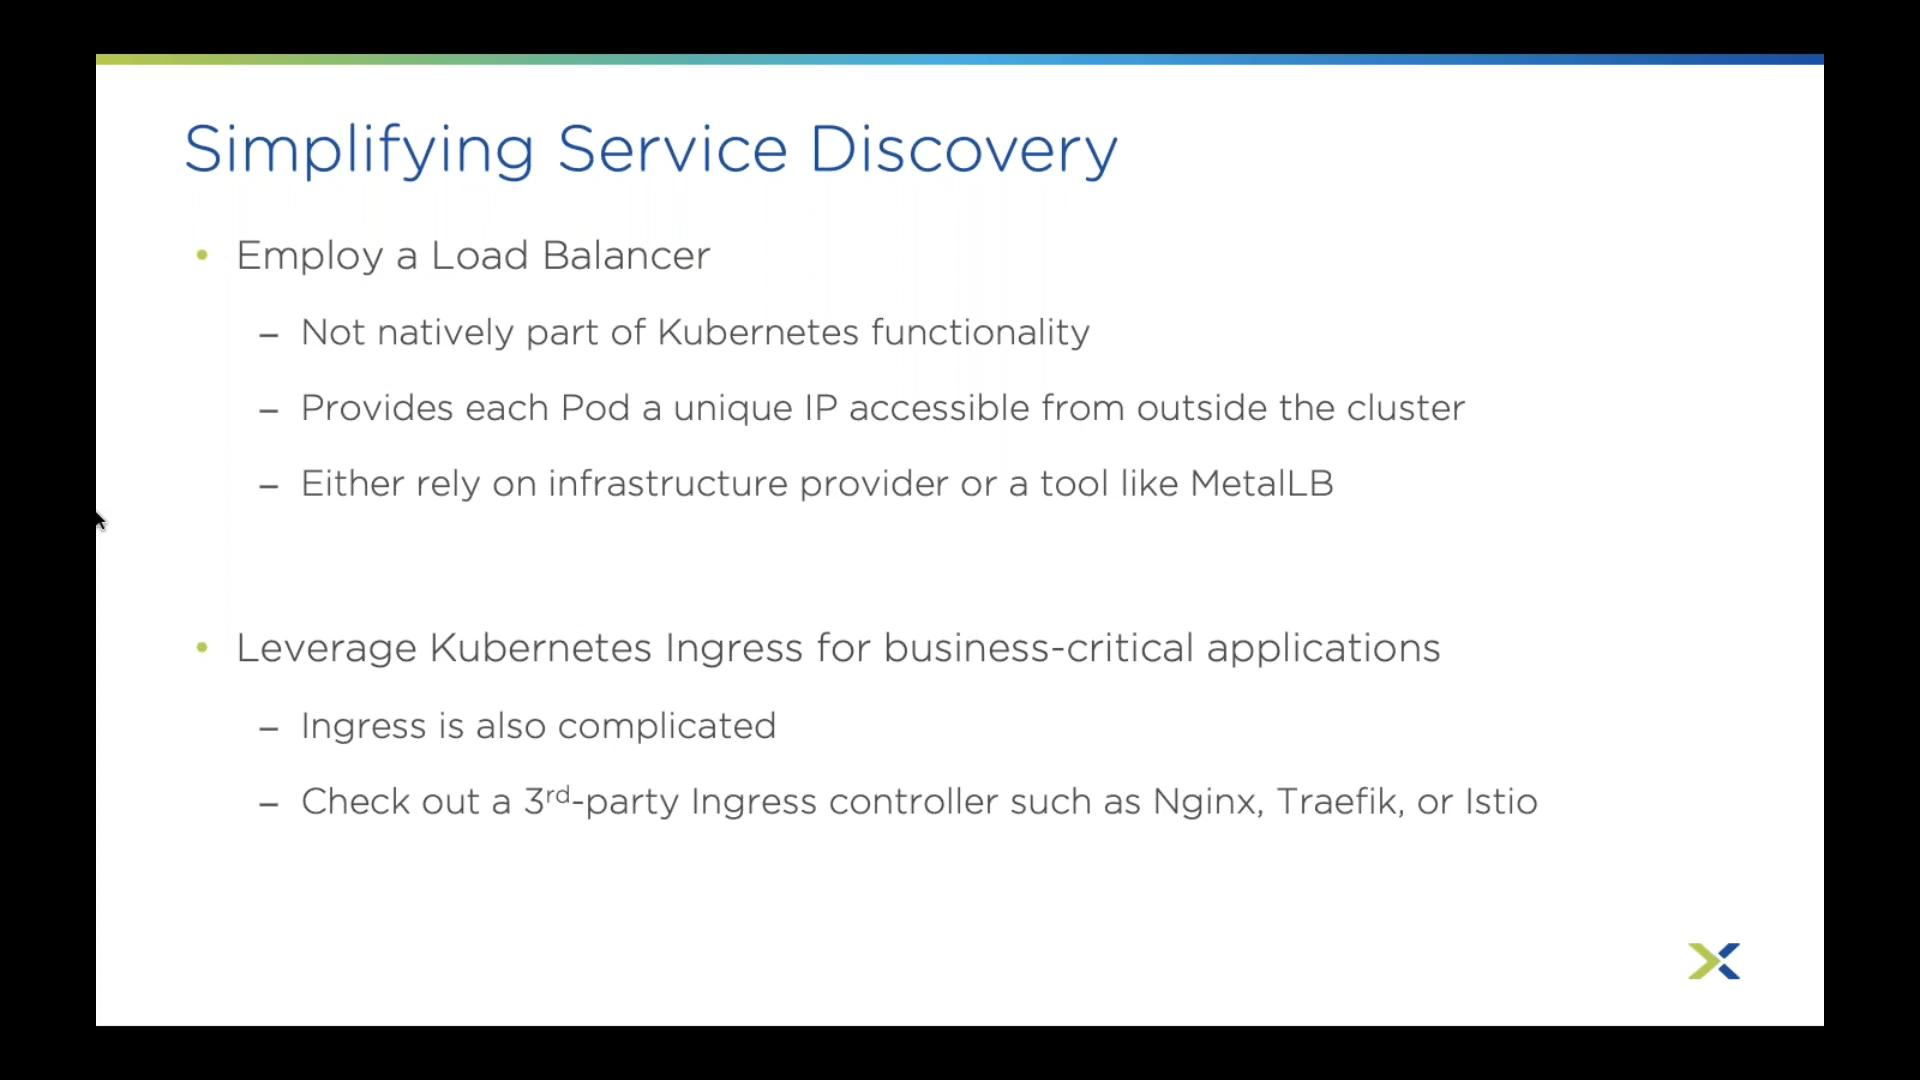 Simplifying Service Discovery
• Employ a Load Balancer
– Not natively part of Kubernetes functionality
– Provides each Pod a unique IP accessible from outside the cluster
– Either rely on infrastructure provider or a tool like MetalLB
• Leverage Kubernetes Ingress for business-critical applications
– Ingress is also complicated
– Check out a 3rd-party Ingress controller such as Nginx, Traefik, or Istio